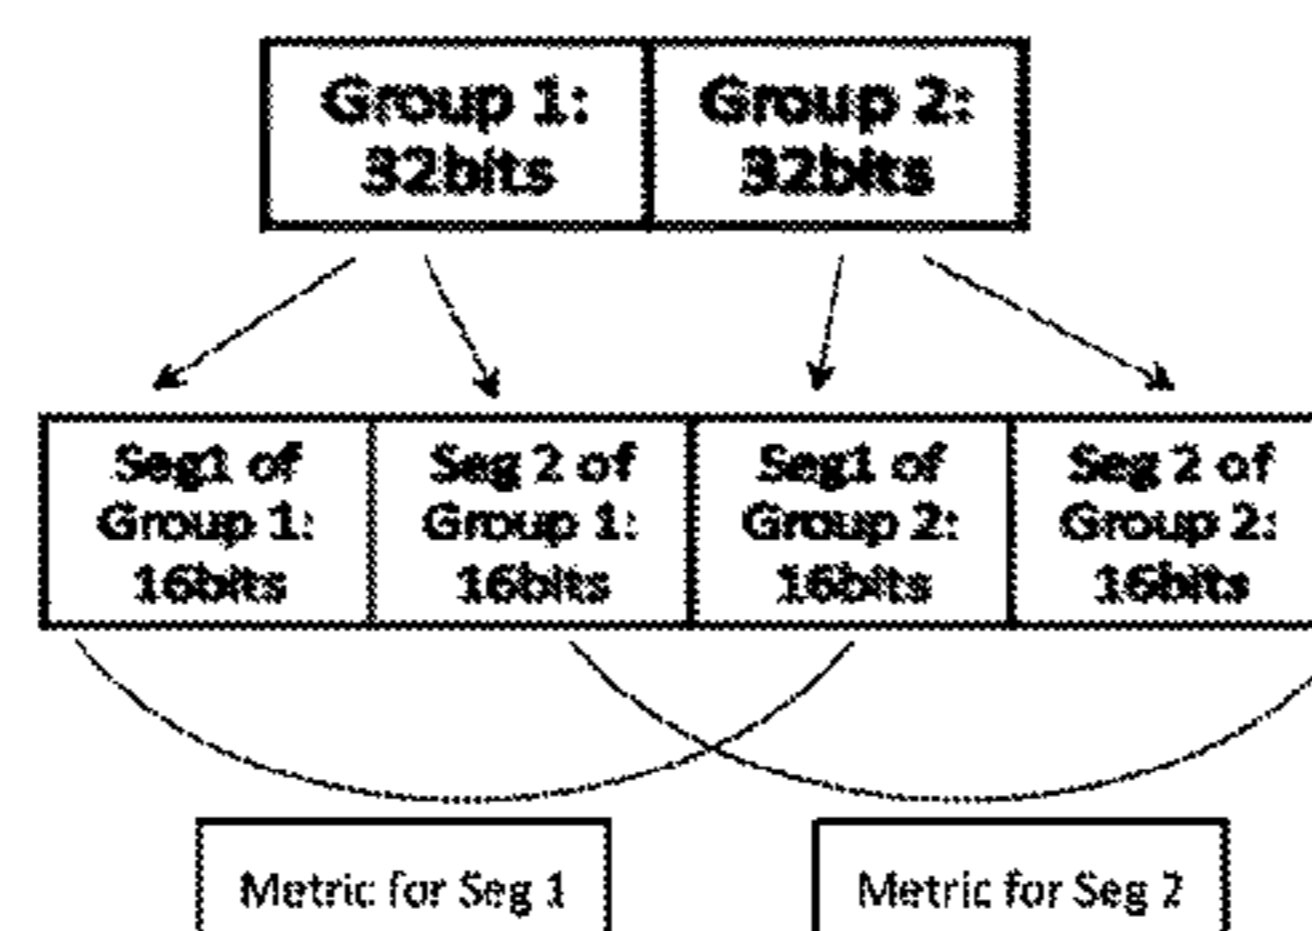 Group 1:
32bits
Group 2:
32bits
Seg1 of
Group 1:
16bits
Seg 2 of
Group 1:
16bits
Seg1 of
Group 2:
16bits
Seg 2 of
Group 2:
16bits
Metric for Seg 1
Metric for Seg 2